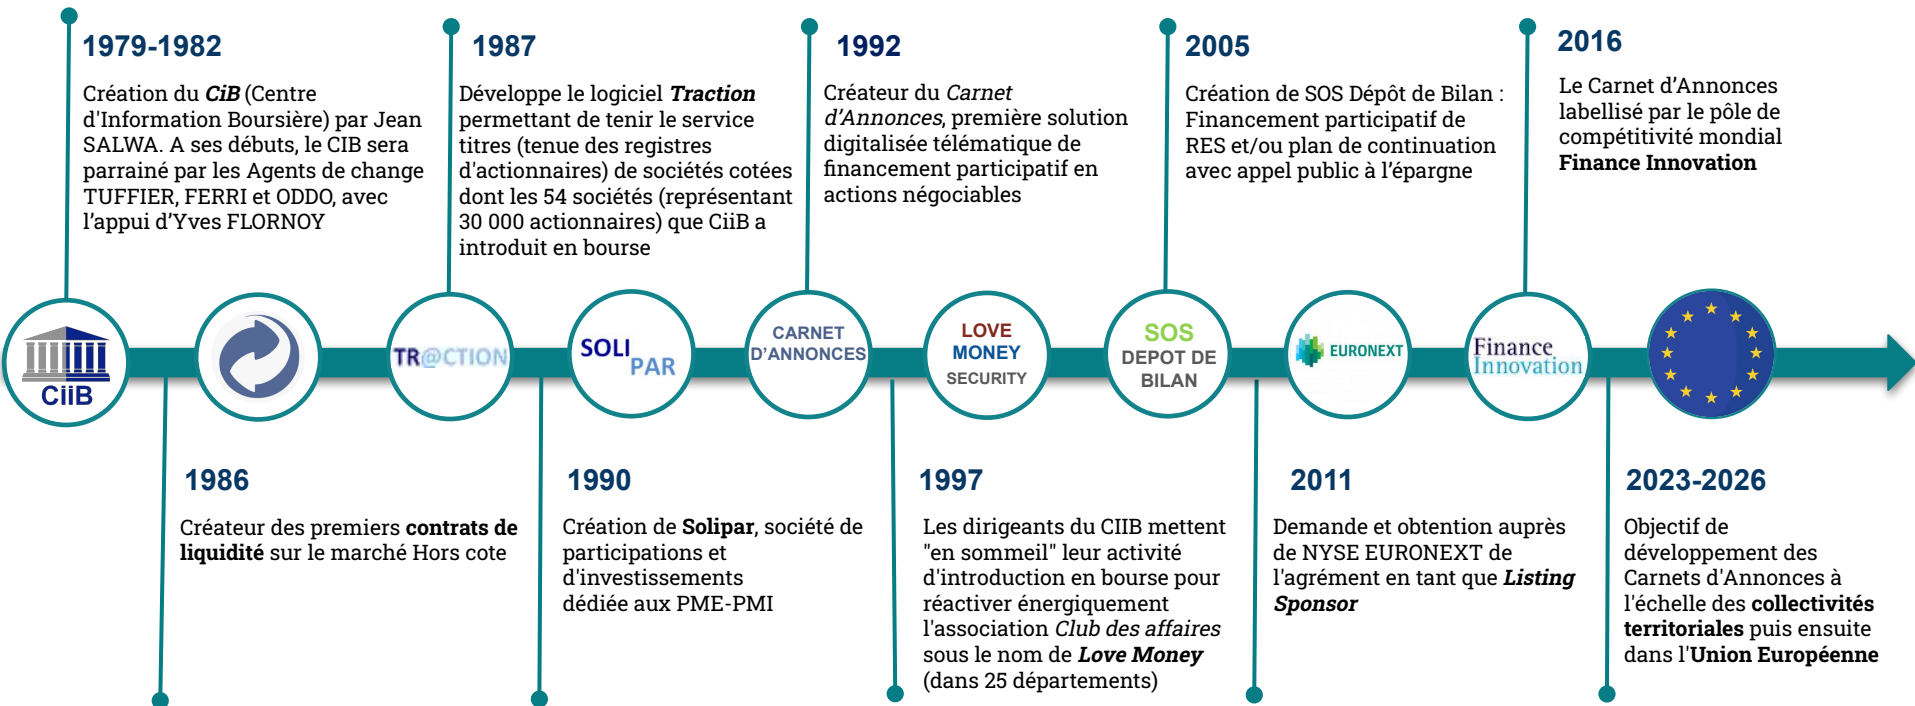 1979-1982
Création du CiB (Centre
d'Information Boursière) par Jean
SALWA. A ses débuts, le CIB sera
parrainé par les Agents de change
TUFFIER, FERRI et ODDO, avec
l’appui d’Yves FLORNOY
1987
Développe le logiciel Traction
permettant de tenir le service
titres (tenue des registres
d'actionnaires) de sociétés cotées
dont les 54 sociétés (représentant
30 000 actionnaires) que CiiB a
introduit en bourse
1992
Créateur du Carnet
d’Annonces, première solution
digitalisée télématique de
financement participatif en
actions négociables
2005
Création de SOS Dépôt de Bilan :
Financement participatif de
RES et/ou plan de continuation
avec appel public à l’épargne
2016
Le Carnet d’Annonces
labellisé par le pôle de
compétitivité mondial
Finance Innovation
CiiB
TR@CTION
SOLI
PAR
CARNET
D’ANNONCES
LOVE
MONEY
SECURITY
SOS
DEPOT DE
BILAN
EURONEXT
Finance
Innovation
1986
Créateur des premiers contrats de
liquidité sur le marché Hors cote
1990
Création de Solipar, société de
participations et
d'investissements
dédiée aux PME-PMI
1997
Les dirigeants du CIIB mettent
"en sommeil" leur activité
d'introduction en bourse pour
réactiver énergiquement
l'association Club des affaires
sous le nom de Love Money
(dans 25 départements)
2011
Demande et obtention auprès
de NYSE EURONEXT de
l'agrément en tant que Listing
Sponsor
2023-2026
Objectif de
développement des
Carnets d'Annonces à
l'échelle des collectivités
territoriales puis ensuite
dans l'Union Européenne